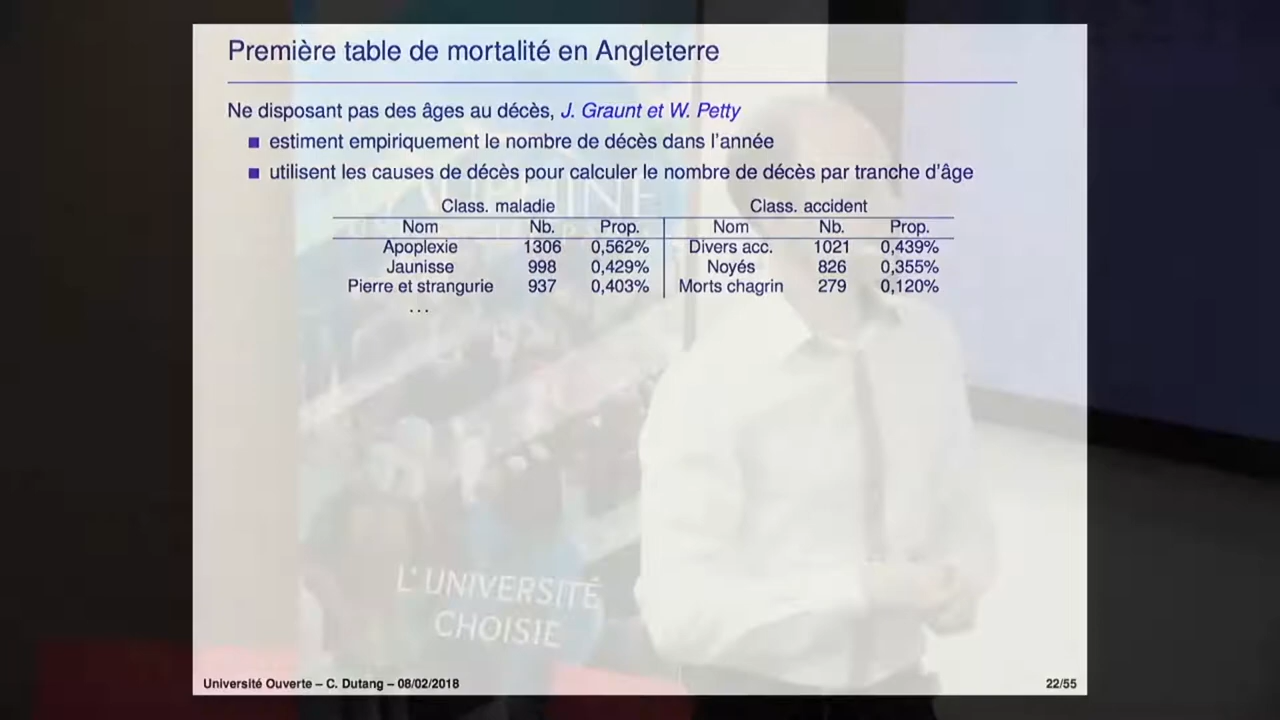 Première table de mortalité en Angleterre
Ne disposant pas des âges au décès, J. Graunt et W. Petty
estiment empiriquement le nombre de décès dans l'année
utilisent les causes de décès pour calculer le nombre de décès par tranche d'âge
Class. maladie Class. accident
Nom Nb. Prop. Nom Nb. Prop.
Apoplexie 1306 0,562% Divers acc. 1021 0,439%
Jaunisse 998 0,429% Noyés 826 0,355%
Pierre et strangurie 937 0,403% Morts chagrin 279 0,120%
...
L'UNIVERSITÉ
CHOISIE
Université Ouverte – C. Dutang – 08/02/2018 22/55